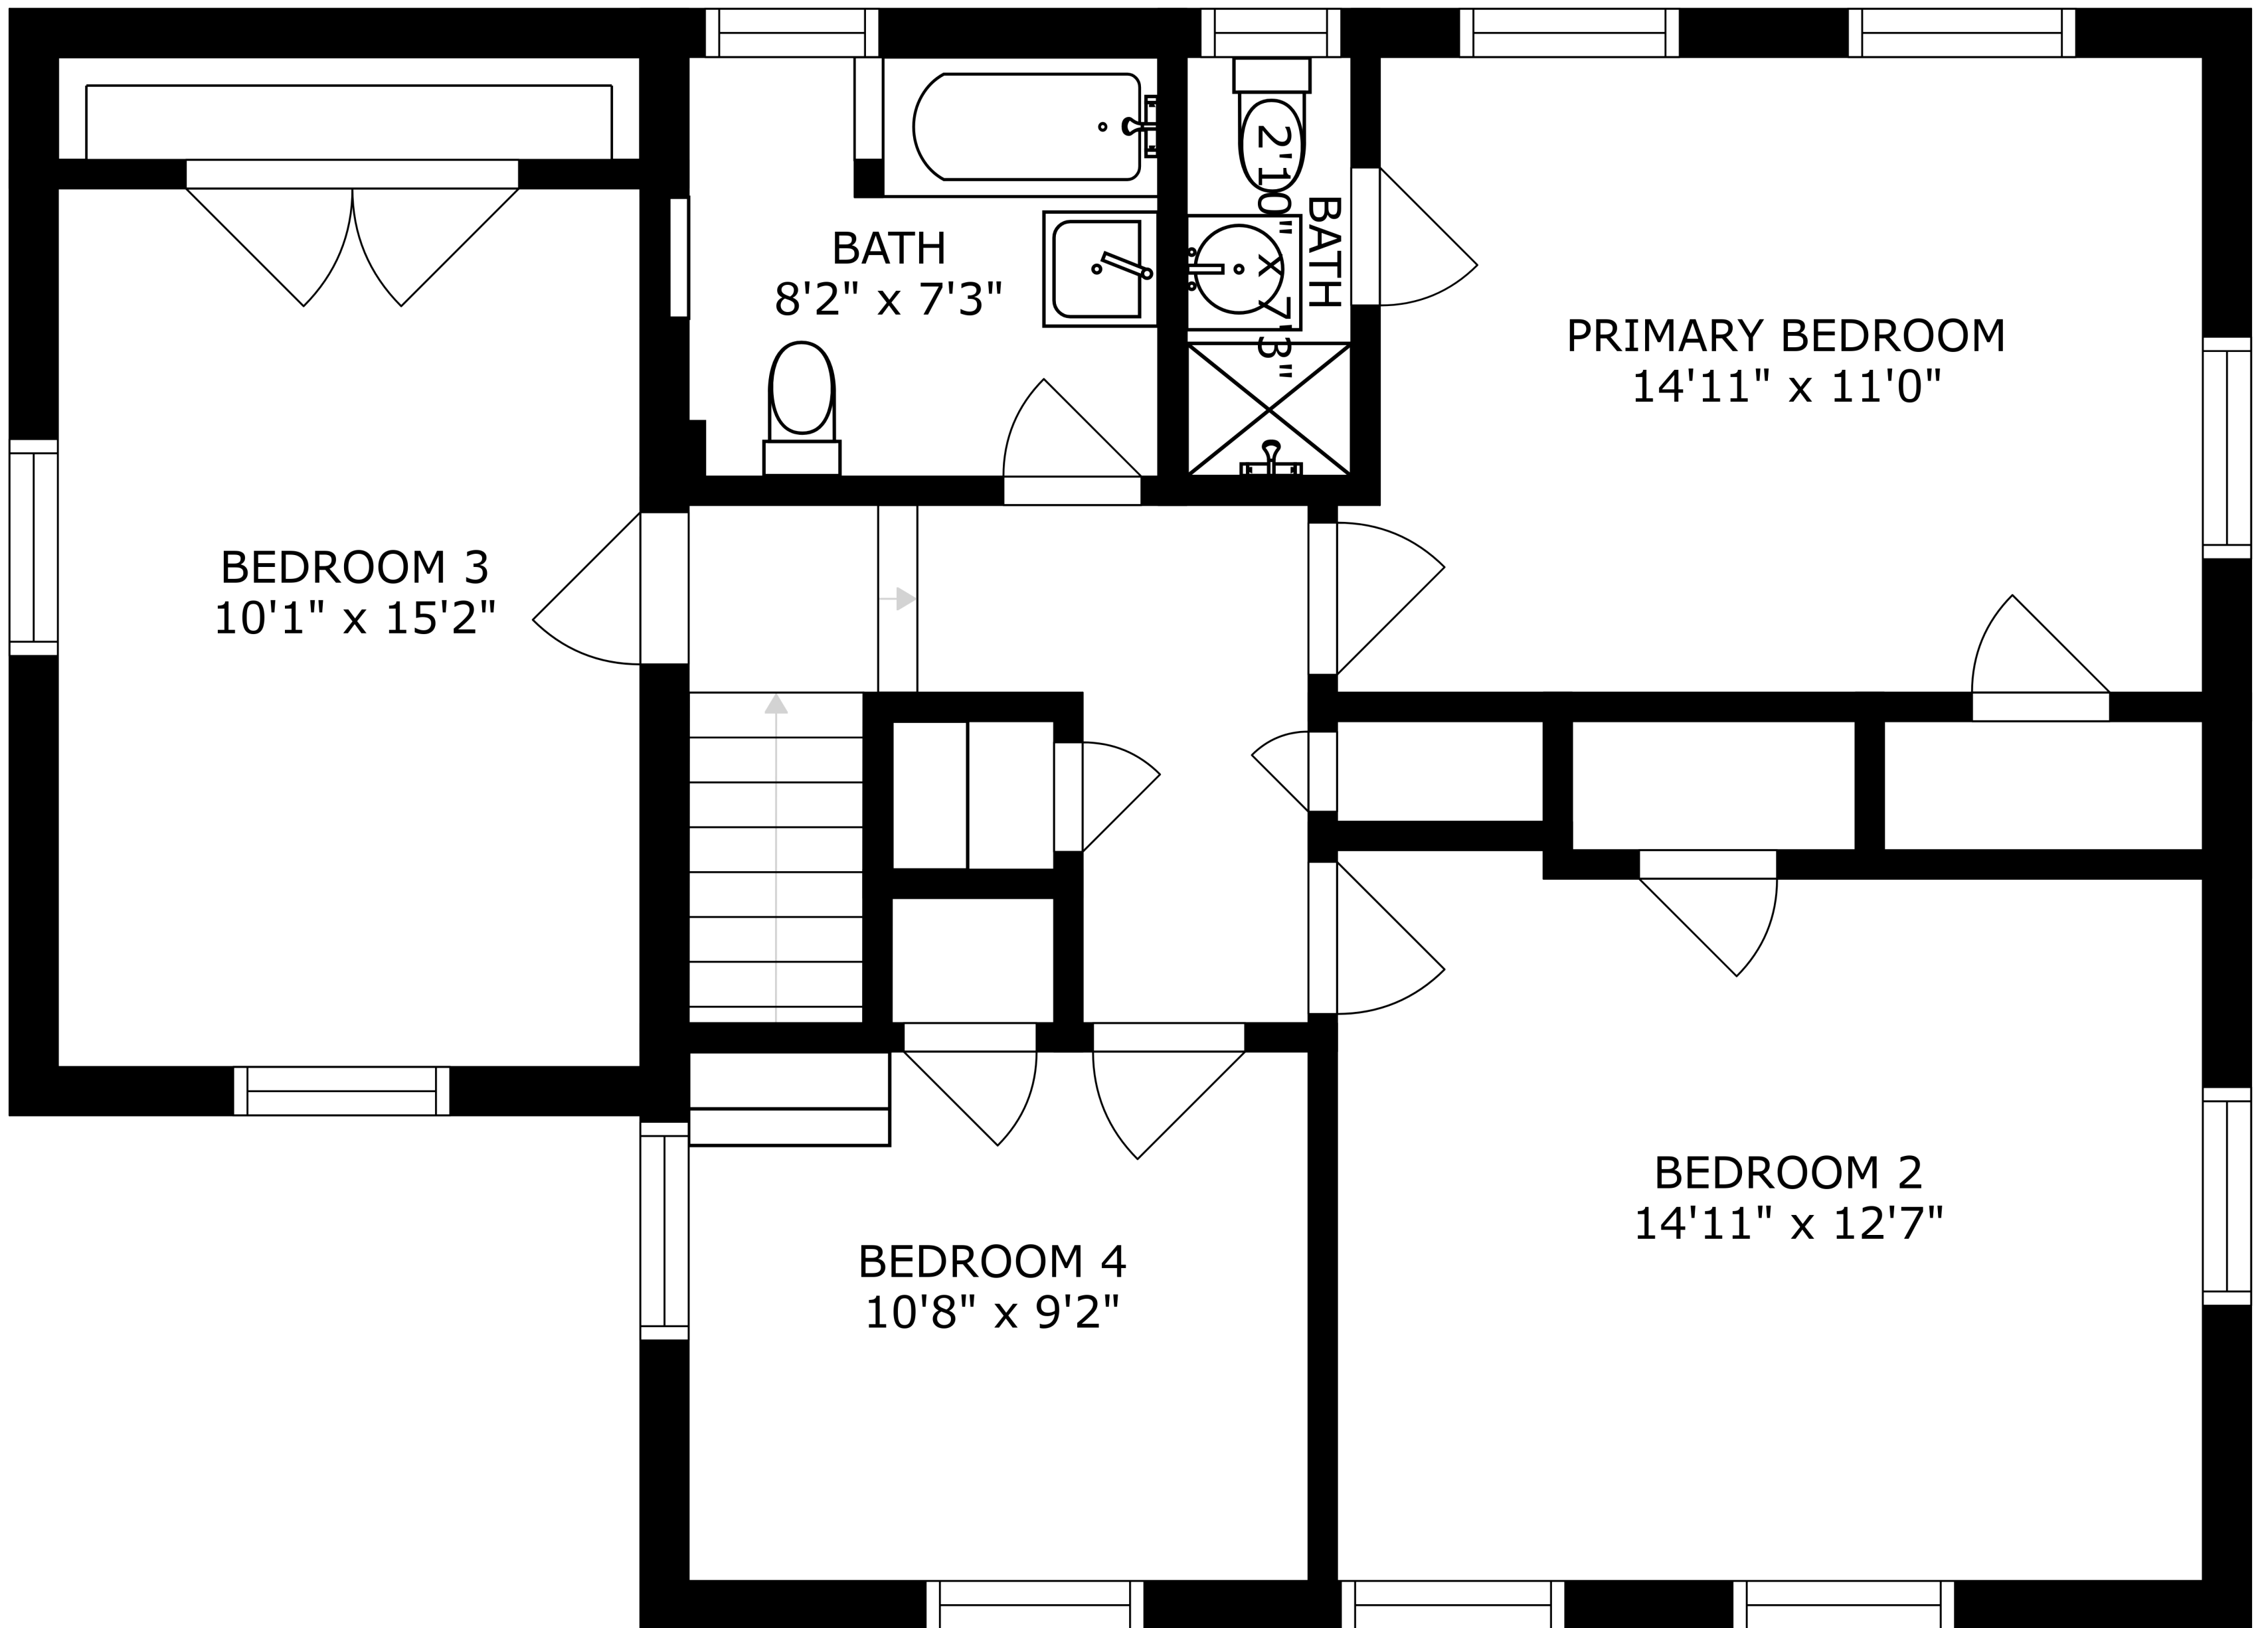 BATH
8'2" x 7'3"
BATH
2'10" x 7'3"
PRIMARY BEDROOM
14'11" x 11'0"
BEDROOM 3
10'1" x 15'2"
BEDROOM 2
14'11" x 12'7"
BEDROOM 4
10'8" x 9'2"